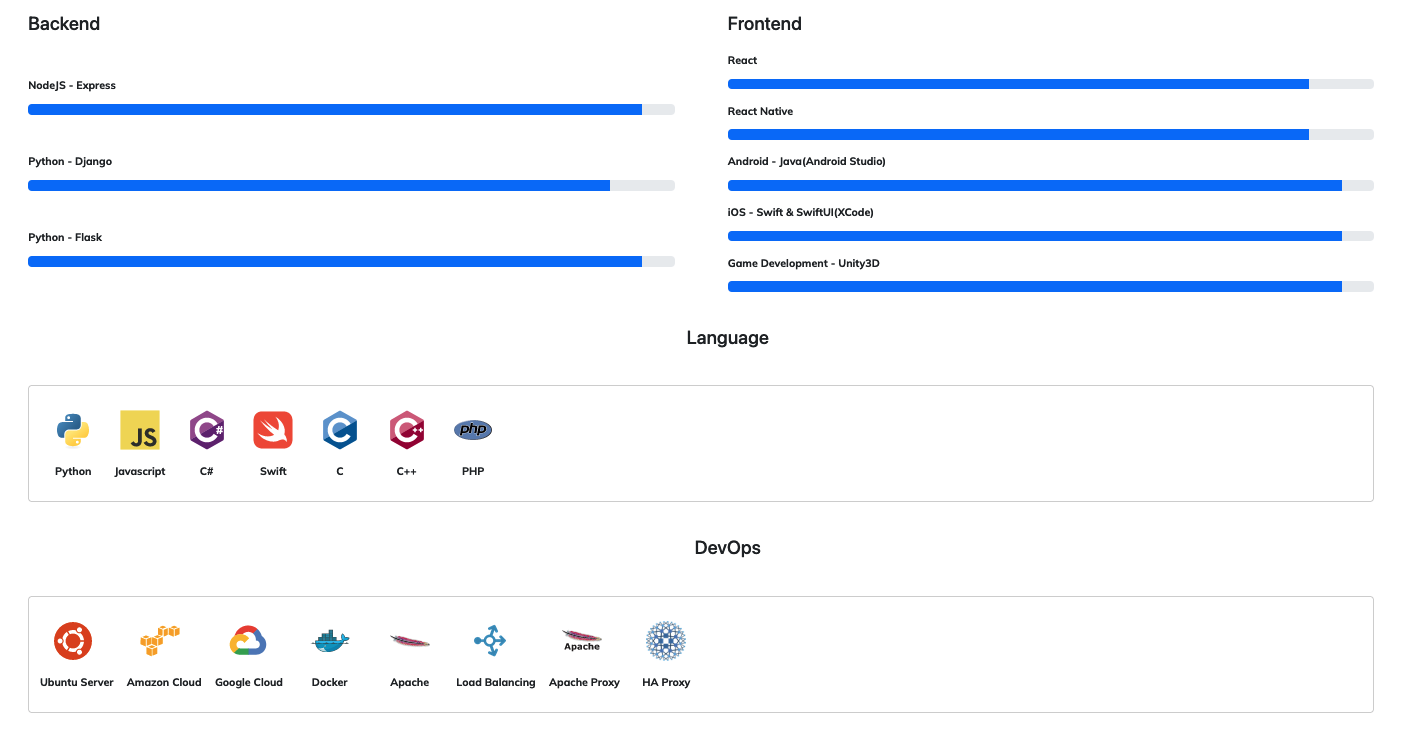 Backend
NodeJS - Express
Python - Django
Python - Flask
Frontend
React
React Native
Android - Java(Android Studio)
iOS - Swift & SwiftUI(XCode)
Game Development - Unity3D
Language
JS
C#
C
C++
php
Python
Javascript
C#
Swift
C
C++
PHP
DevOps
Apache
Ubuntu Server
Amazon Cloud
Google Cloud
Docker
Apache
Load Balancing
Apache Proxy
HA Proxy